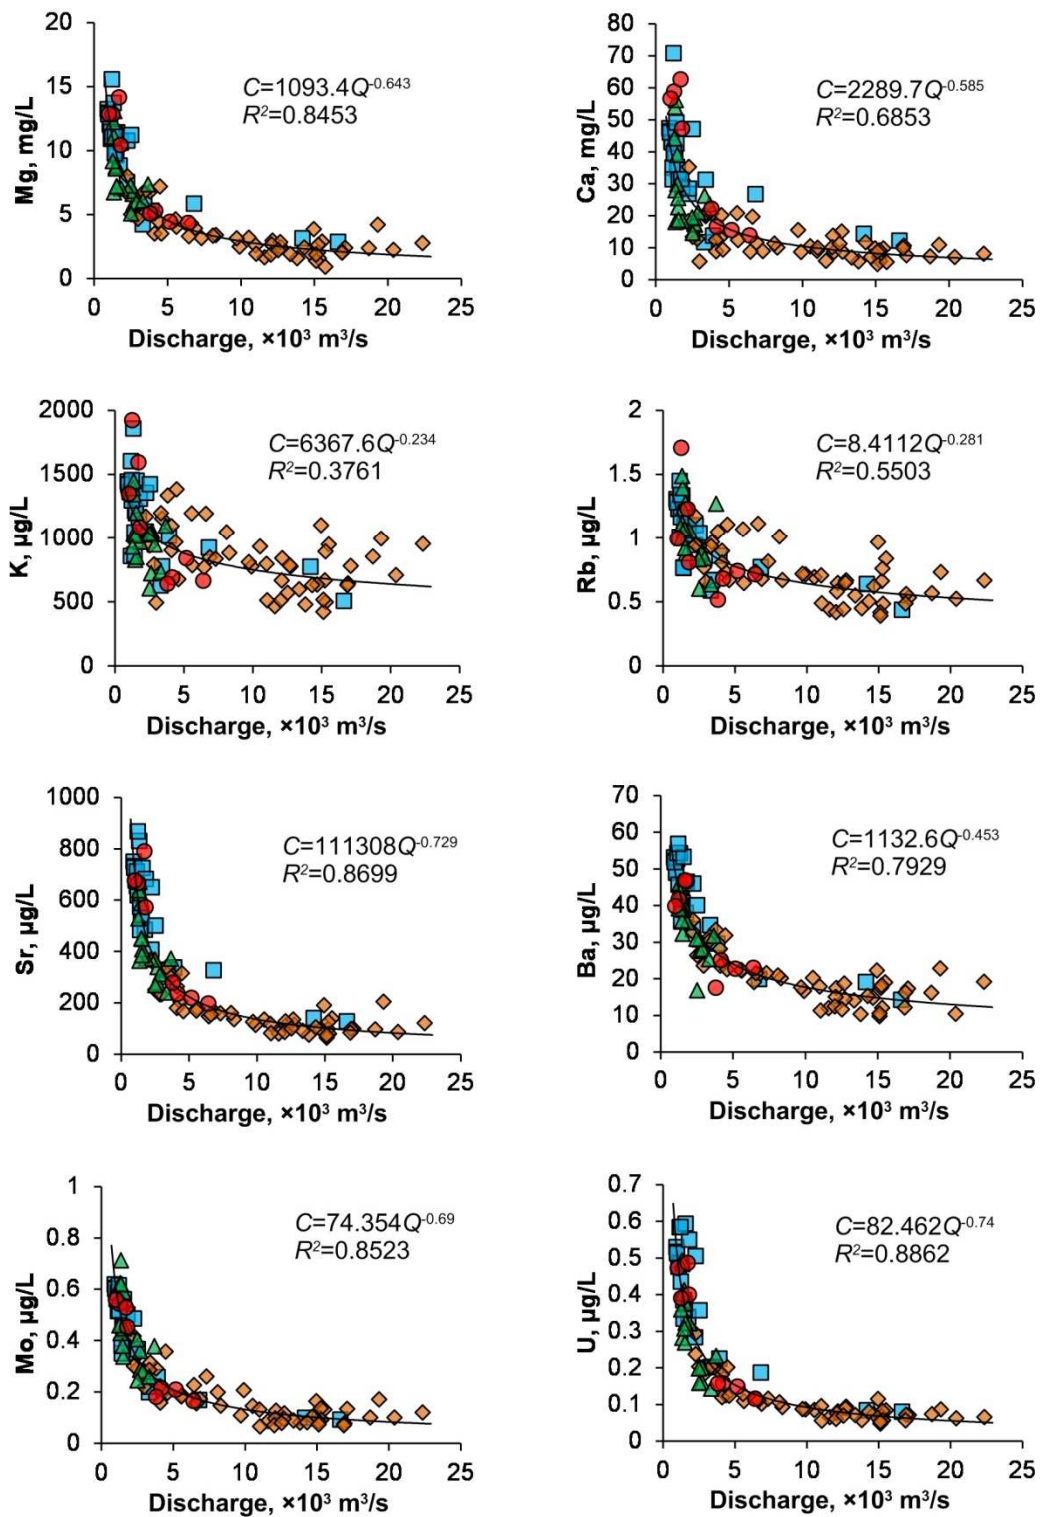 20
15
10
5
0
Mg, mg/L
C=1093.4Q^-0.643
R²=0.8453
0 5 10 15 20 25
Discharge, ×10³ m³/s
80
70
60
50
40
30
20
10
0
Ca, mg/L
C=2289.7Q^-0.585
R²=0.6853
0 5 10 15 20 25
Discharge, ×10³ m³/s
2000
1500
1000
500
0
K, µg/L
C=6367.6Q^-0.234
R²=0.3761
0 5 10 15 20 25
Discharge, ×10³ m³/s
2
1.5
1
0.5
0
Rb, µg/L
C=8.4112Q^-0.281
R²=0.5503
0 5 10 15 20 25
Discharge, ×10³ m³/s
1000
800
600
400
200
0
Sr, µg/L
C=111308Q^-0.729
R²=0.8699
0 5 10 15 20 25
Discharge, ×10³ m³/s
70
60
50
40
30
20
10
0
Ba, µg/L
C=1132.6Q^-0.453
R²=0.7929
0 5 10 15 20 25
Discharge, ×10³ m³/s
1
0.8
0.6
0.4
0.2
0
Mo, µg/L
C=74.354Q^-0.69
R²=0.8523
0 5 10 15 20 25
Discharge, ×10³ m³/s
0.7
0.6
0.5
0.4
0.3
0.2
0.1
0
U, µg/L
C=82.462Q^-0.74
R²=0.8862
0 5 10 15 20 25
Discharge, ×10³ m³/s